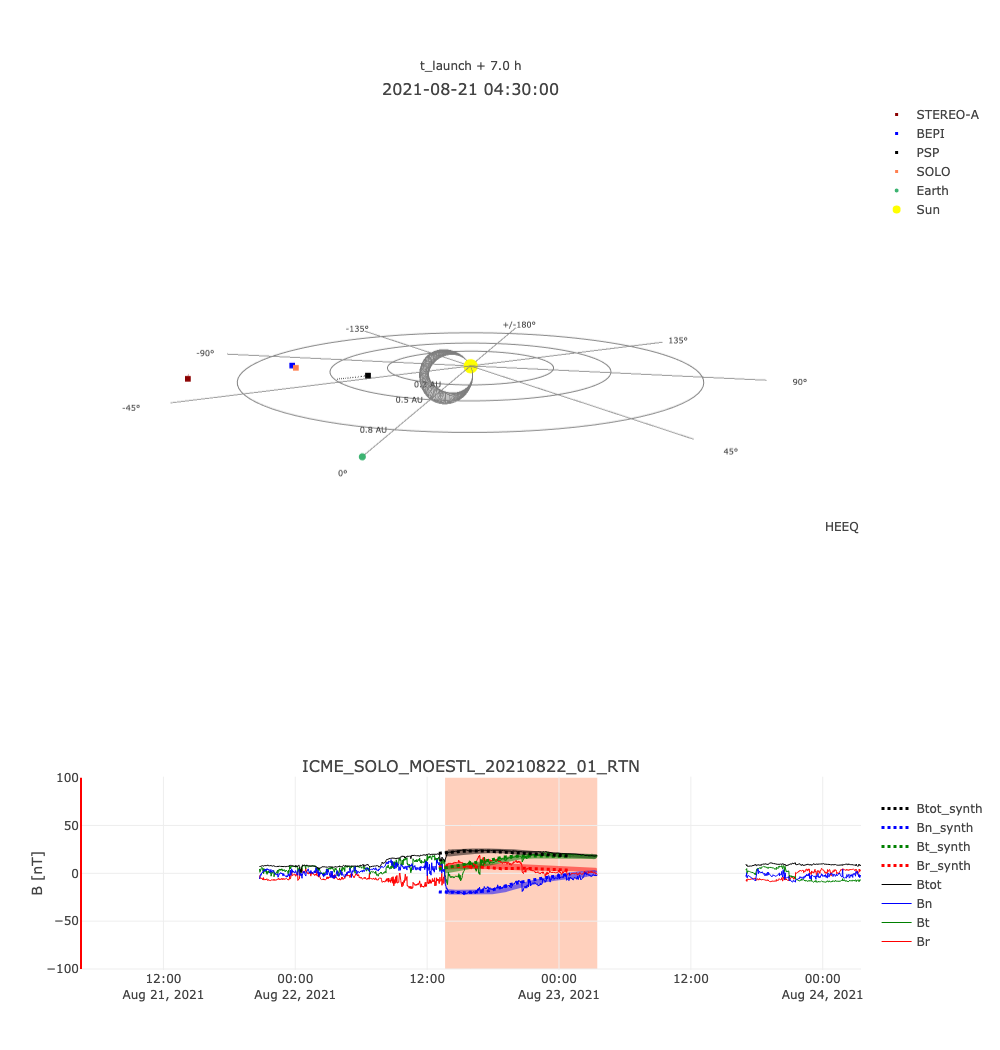 t_launch + 7.0 h
2021-08-21 04:30:00
STEREO-A
BEPI
PSP
SOLO
Earth
Sun
-135°
+/-180°
135°
-90°
90°
-45°
45°
0°
0.2 AU
0.5 AU
0.8 AU
HEEQ
ICME_SOLO_MOESTL_20210822_01_RTN
B [nT]
100
50
0
−50
−100
12:00
Aug 21, 2021
00:00
Aug 22, 2021
12:00
00:00
Aug 23, 2021
12:00
00:00
Aug 24, 2021
Btot_synth
Bn_synth
Bt_synth
Br_synth
Btot
Bn
Bt
Br